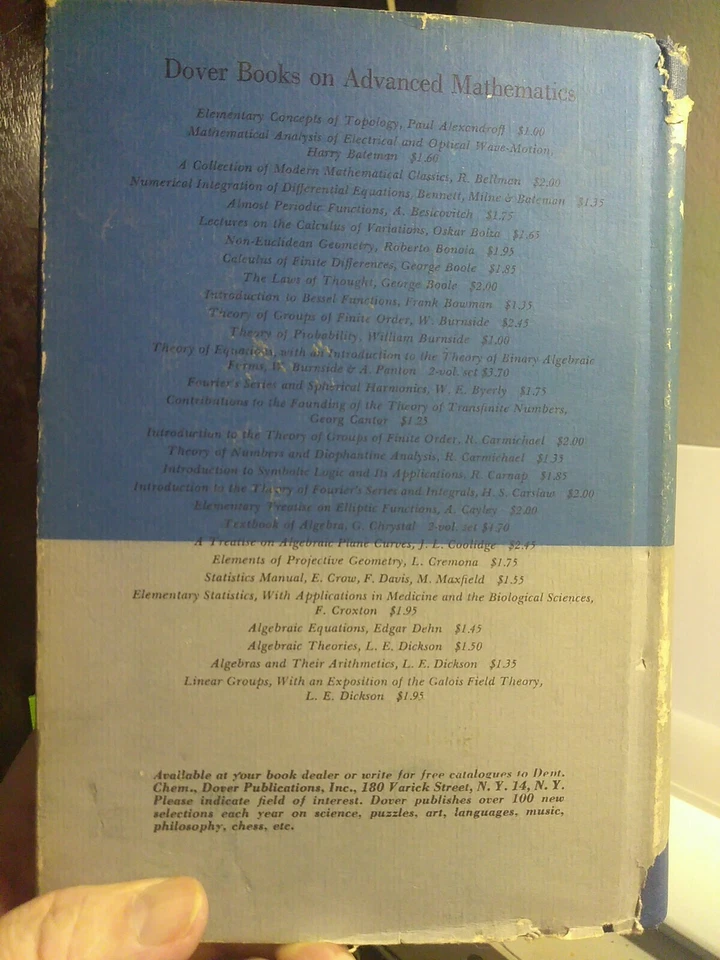 Dover Books on Advanced Mathematics
Elementary Concepts of Topology, Paul Alexandroff $1.00
Mathematical Analysis of Electrical and Optical Wave-Motion,
Harry Bateman $1.60
A Collection of Modern Mathematical Classics, R. Bellman $2.00
Numerical Integration of Differential Equations, Bennett, Milne & Bateman $1.35
Almost Periodic Functions, A. Besicovitch $1.75
Lectures on the Calculus of Variations, Oskar Bolza $1.65
Non-Euclidean Geometry, Roberto Bonola $1.95
Calculus of Finite Differences, George Boole $1.85
The Laws of Thought, George Boole $2.00
Introduction to Bessel Functions, Frank Bowman $1.35
Theory of Groups of Finite Order, W. Burnside $2.45
Theory of Probability, William Burnside $1.00
Theory of Equations, with an Introduction to the Theory of Binary Algebraic
Forms, W. Burnside & A. Panton 2-vol. set $3.70
Fourier's Series and Spherical Harmonics, W. E. Byerly $1.75
Contributions to the Founding of the Theory of Transfinite Numbers,
Georg Cantor $1.25
Introduction to the Theory of Groups of Finite Order, R. Carmichael $2.00
Theory of Numbers and Diophantine Analysis, R. Carmichael $1.35
Introduction to Symbolic Logic and Its Applications, R. Carnap $1.85
Introduction to the Theory of Fourier's Series and Integrals, H. S. Carslaw $2.00
Elementary Treatise on Elliptic Functions, A. Cayley $2.00
Textbook of Algebra, G. Chrystal 2-vol. set $4.70
A Treatise on Algebraic Plane Curves, J. L. Coolidge $2.45
Elements of Projective Geometry, L. Cremona $1.75
Statistics Manual, E. Crow, F. Davis, M. Maxfield $1.55
Elementary Statistics, With Applications in Medicine and the Biological Sciences,
F. Croxton $1.95
Algebraic Equations, Edgar Dehn $1.45
Algebraic Theories, L. E. Dickson $1.50
Algebras and Their Arithmetics, L. E. Dickson $1.35
Linear Groups, With an Exposition of the Galois Field Theory,
L. E. Dickson $1.95
Available at your book dealer or write for free catalogues to Dept.
Chem., Dover Publications, Inc., 180 Varick Street, N. Y. 14, N. Y.
Please indicate field of interest. Dover publishes over 100 new
selections each year on science, puzzles, art, languages, music,
philosophy, chess, etc.